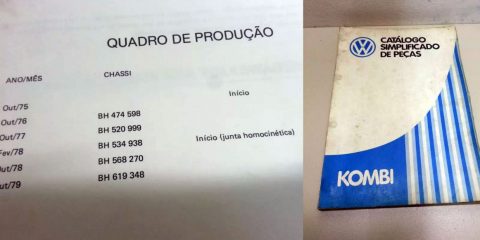 QUADRO DE PRODUÇÃO
ANO/MÊS CHASSI
Out/75 Início
Out/76 BH 474 598
Out/77 BH 520 999
Fev/78 BH 534 938 Início (junta homocinética)
Out/78 BH 568 270
Out/79 BH 619 348
VW
CATÁLOGO
SIMPLIFICADO
DE PEÇAS
KOMBI